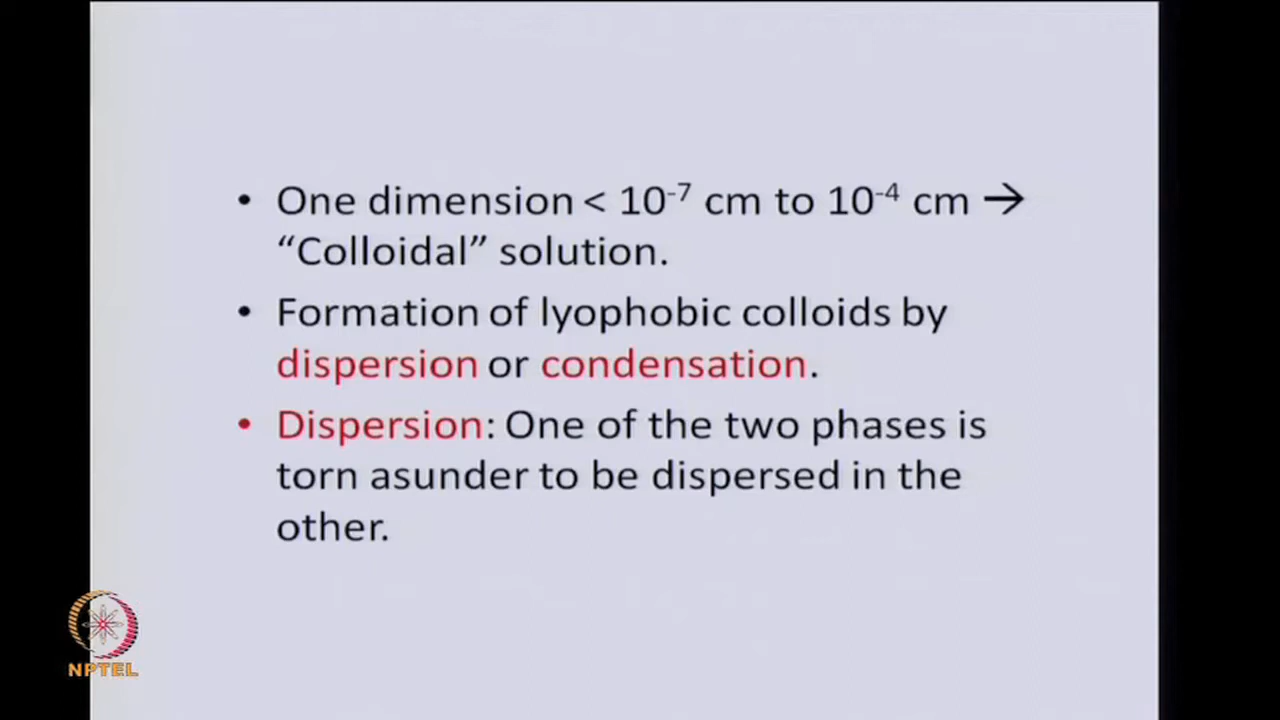 • One dimension < 10⁻⁷ cm to 10⁻⁴ cm →
“Colloidal” solution.
• Formation of lyophobic colloids by
dispersion or condensation.
• Dispersion: One of the two phases is
torn asunder to be dispersed in the
other.
NPTEL